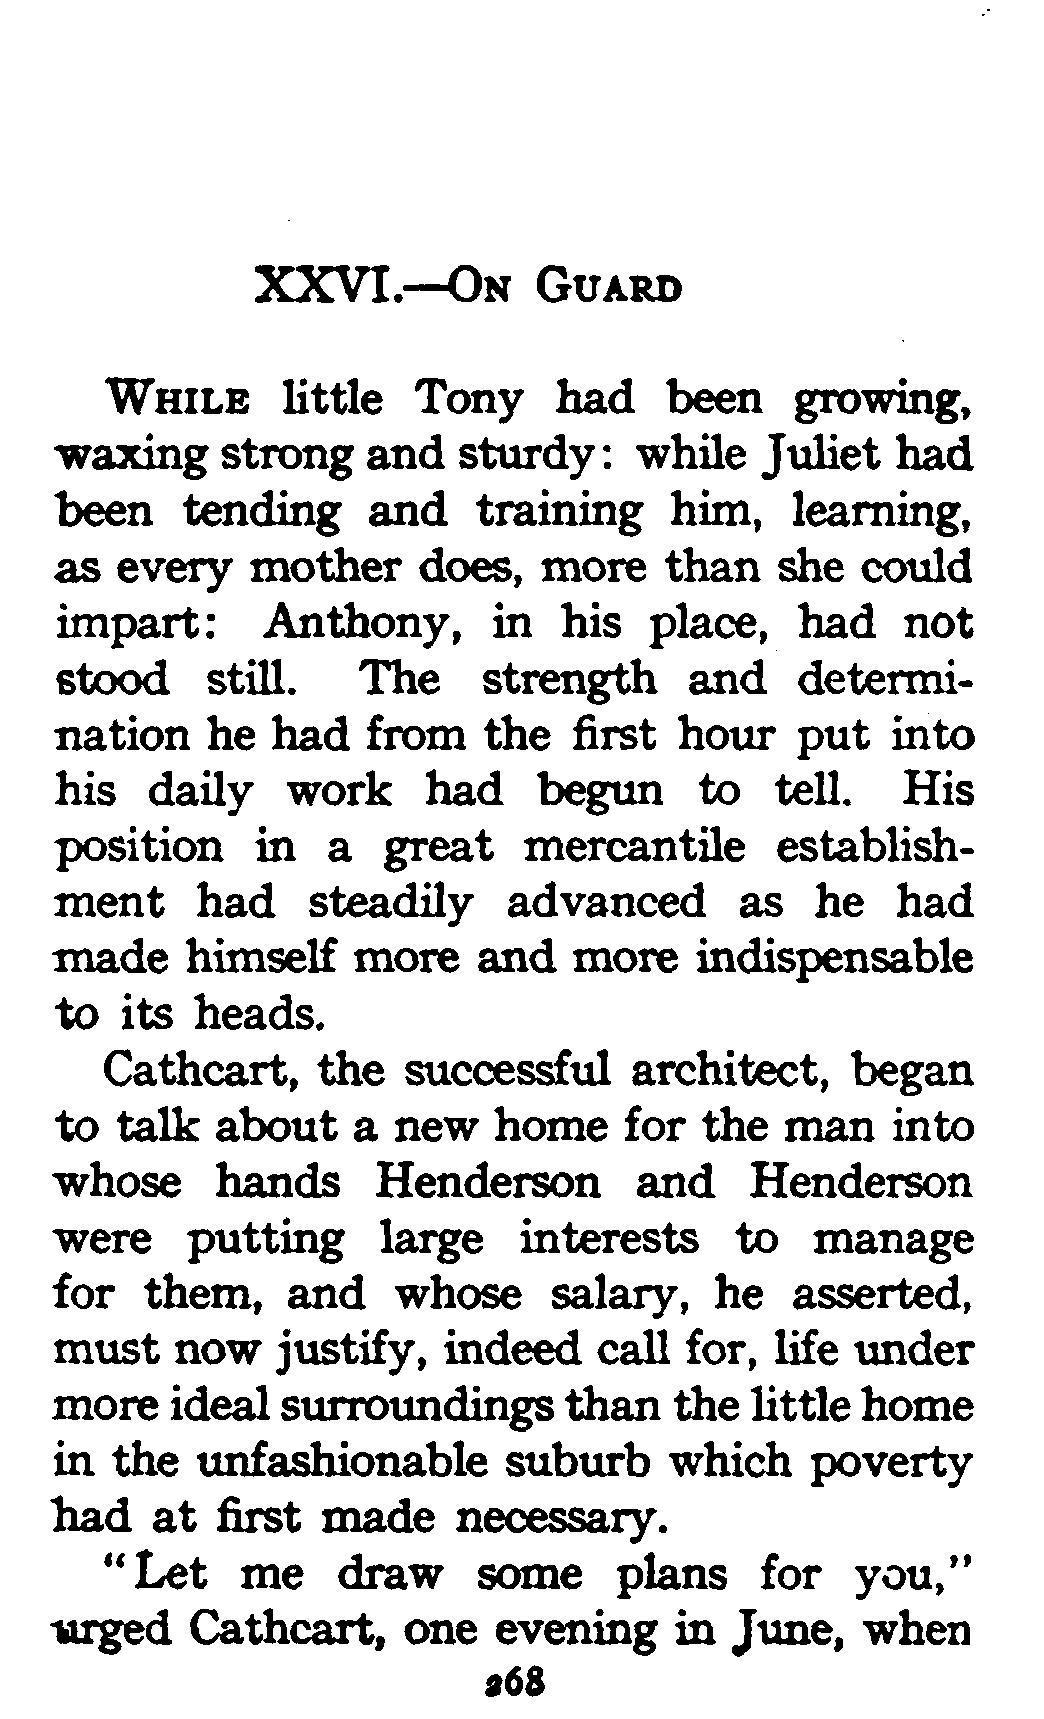 XXVI.—On Guard
While little Tony had been growing,
waxing strong and sturdy: while Juliet had
been tending and training him, learning,
as every mother does, more than she could
impart: Anthony, in his place, had not
stood still. The strength and determi-
nation he had from the first hour put into
his daily work had begun to tell. His
position in a great mercantile establish-
ment had steadily advanced as he had
made himself more and more indispensable
to its heads.
Cathcart, the successful architect, began
to talk about a new home for the man into
whose hands Henderson and Henderson
were putting large interests to manage
for them, and whose salary, he asserted,
must now justify, indeed call for, life under
more ideal surroundings than the little home
in the unfashionable suburb which poverty
had at first made necessary.
"Let me draw some plans for you,"
urged Cathcart, one evening in June, when
268